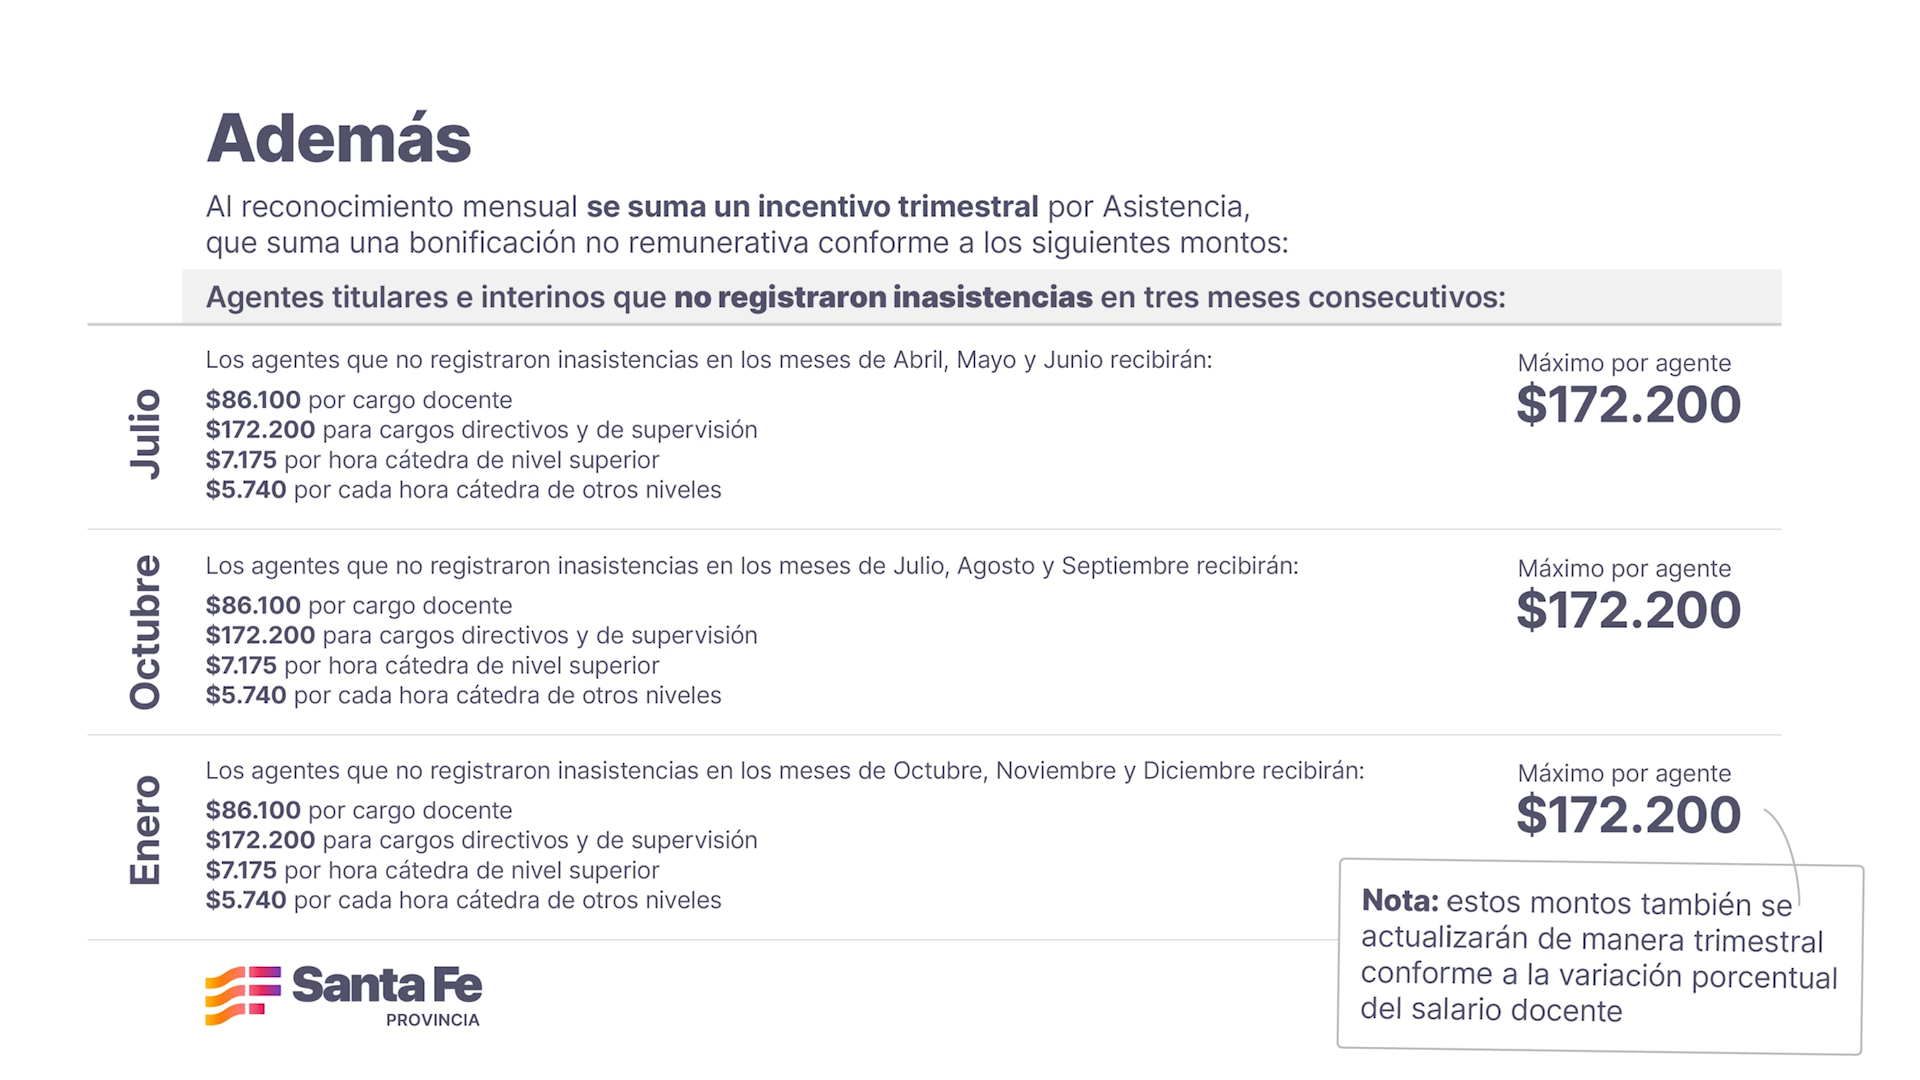 Además
Al reconocimiento mensual se suma un incentivo trimestral por Asistencia,
que suma una bonificación no remunerativa conforme a los siguientes montos:
Agentes titulares e interinos que no registraron inasistencias en tres meses consecutivos:
Julio
Los agentes que no registraron inasistencias en los meses de Abril, Mayo y Junio recibirán:
$86.100 por cargo docente
$172.200 para cargos directivos y de supervisión
$7.175 por hora cátedra de nivel superior
$5.740 por cada hora cátedra de otros niveles
Máximo por agente
$172.200
Octubre
Los agentes que no registraron inasistencias en los meses de Julio, Agosto y Septiembre recibirán:
$86.100 por cargo docente
$172.200 para cargos directivos y de supervisión
$7.175 por hora cátedra de nivel superior
$5.740 por cada hora cátedra de otros niveles
Máximo por agente
$172.200
Enero
Los agentes que no registraron inasistencias en los meses de Octubre, Noviembre y Diciembre recibirán:
$86.100 por cargo docente
$172.200 para cargos directivos y de supervisión
$7.175 por hora cátedra de nivel superior
$5.740 por cada hora cátedra de otros niveles
Máximo por agente
$172.200
Nota: estos montos también se
actualizarán de manera trimestral
conforme a la variación porcentual
del salario docente
Santa Fe
PROVINCIA